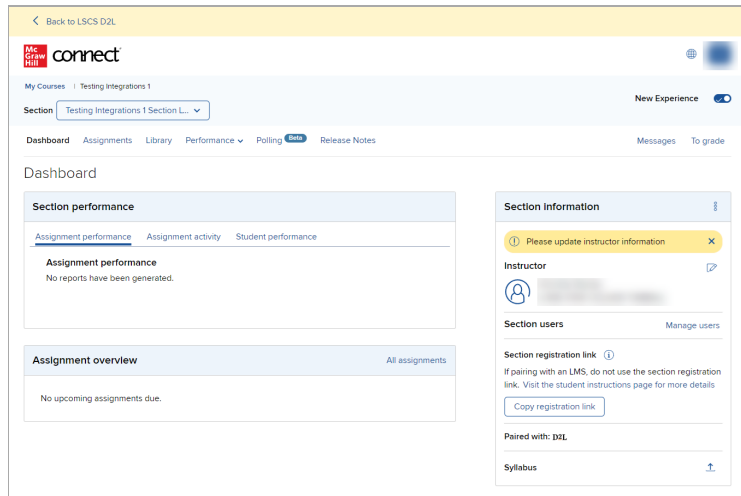 Back to LSCS D2L
Mc Graw Hill connect
My Courses | Testing Integrations 1
Section Testing Integrations 1 Section L...
New Experience
Dashboard Assignments Library Performance Polling Beta Release Notes Messages To grade
Dashboard
Section performance
Assignment performance Assignment activity Student performance
Assignment performance
No reports have been generated.
Assignment overview All assignments
No upcoming assignments due.
Section information
Please update instructor information
Instructor
Section users Manage users
Section registration link
If pairing with an LMS, do not use the section registration
link. Visit the student instructions page for more details
Copy registration link
Paired with: D2L
Syllabus